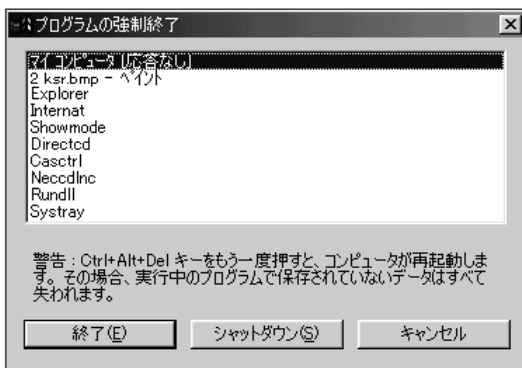 プログラムの強制終了
マイ コンピュータ [応答なし]
2 ksr.bmp - ペイント
Explorer
Internat
Showmode
Directcd
Casctrl
Neccdlnc
Rundll
Systray
警告 : Ctrl+Alt+Del キーをもう一度押すと、コンピュータが再起動しま
す。その場合、実行中のプログラムで保存されていないデータはすべて
失われます。
終了(E)
シャットダウン(S)
キャンセル